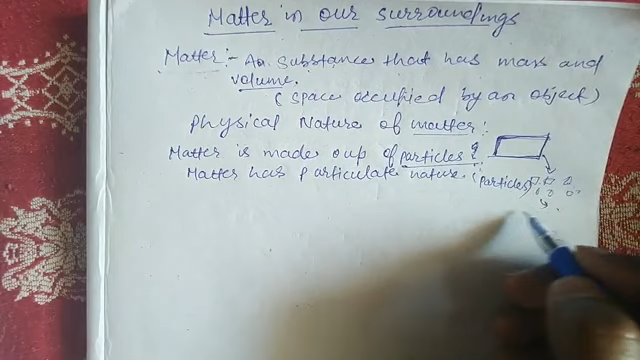 Matter in our surroundings
Matter:- An substance that has mass and
volume.
(space occupied by an object)
Physical Nature of matter:
Matter is made oup of particles
Matter has particulate nature (particles)